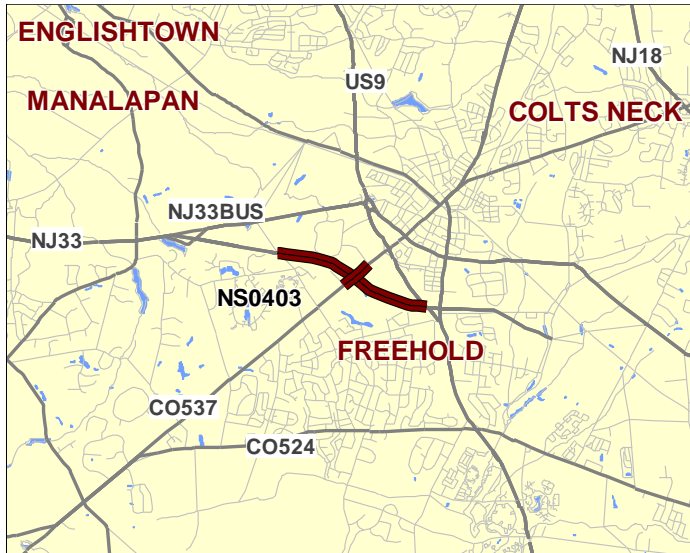 ENGLISHTOWN
NJ18
US9
MANALAPAN
COLTS NECK
NJ33BUS
NJ33
NS0403
FREEHOLD
CO537
CO524